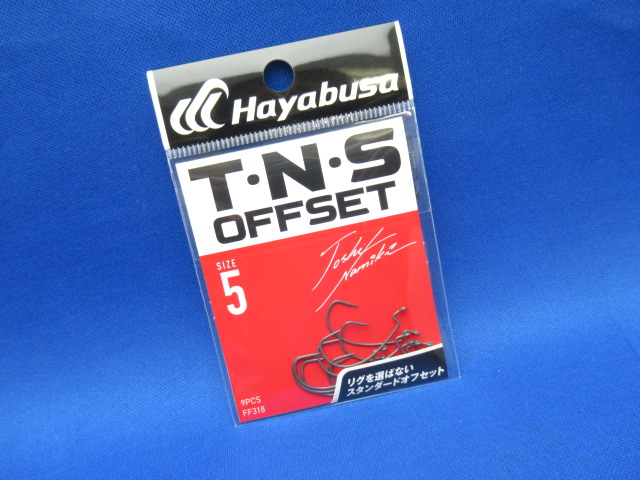 Hayabusa
T·N·S
OFFSET
SIZE
5
Toshi
Namiki
リグを選ばない
スタンダードオフセット
9PCS
FF318